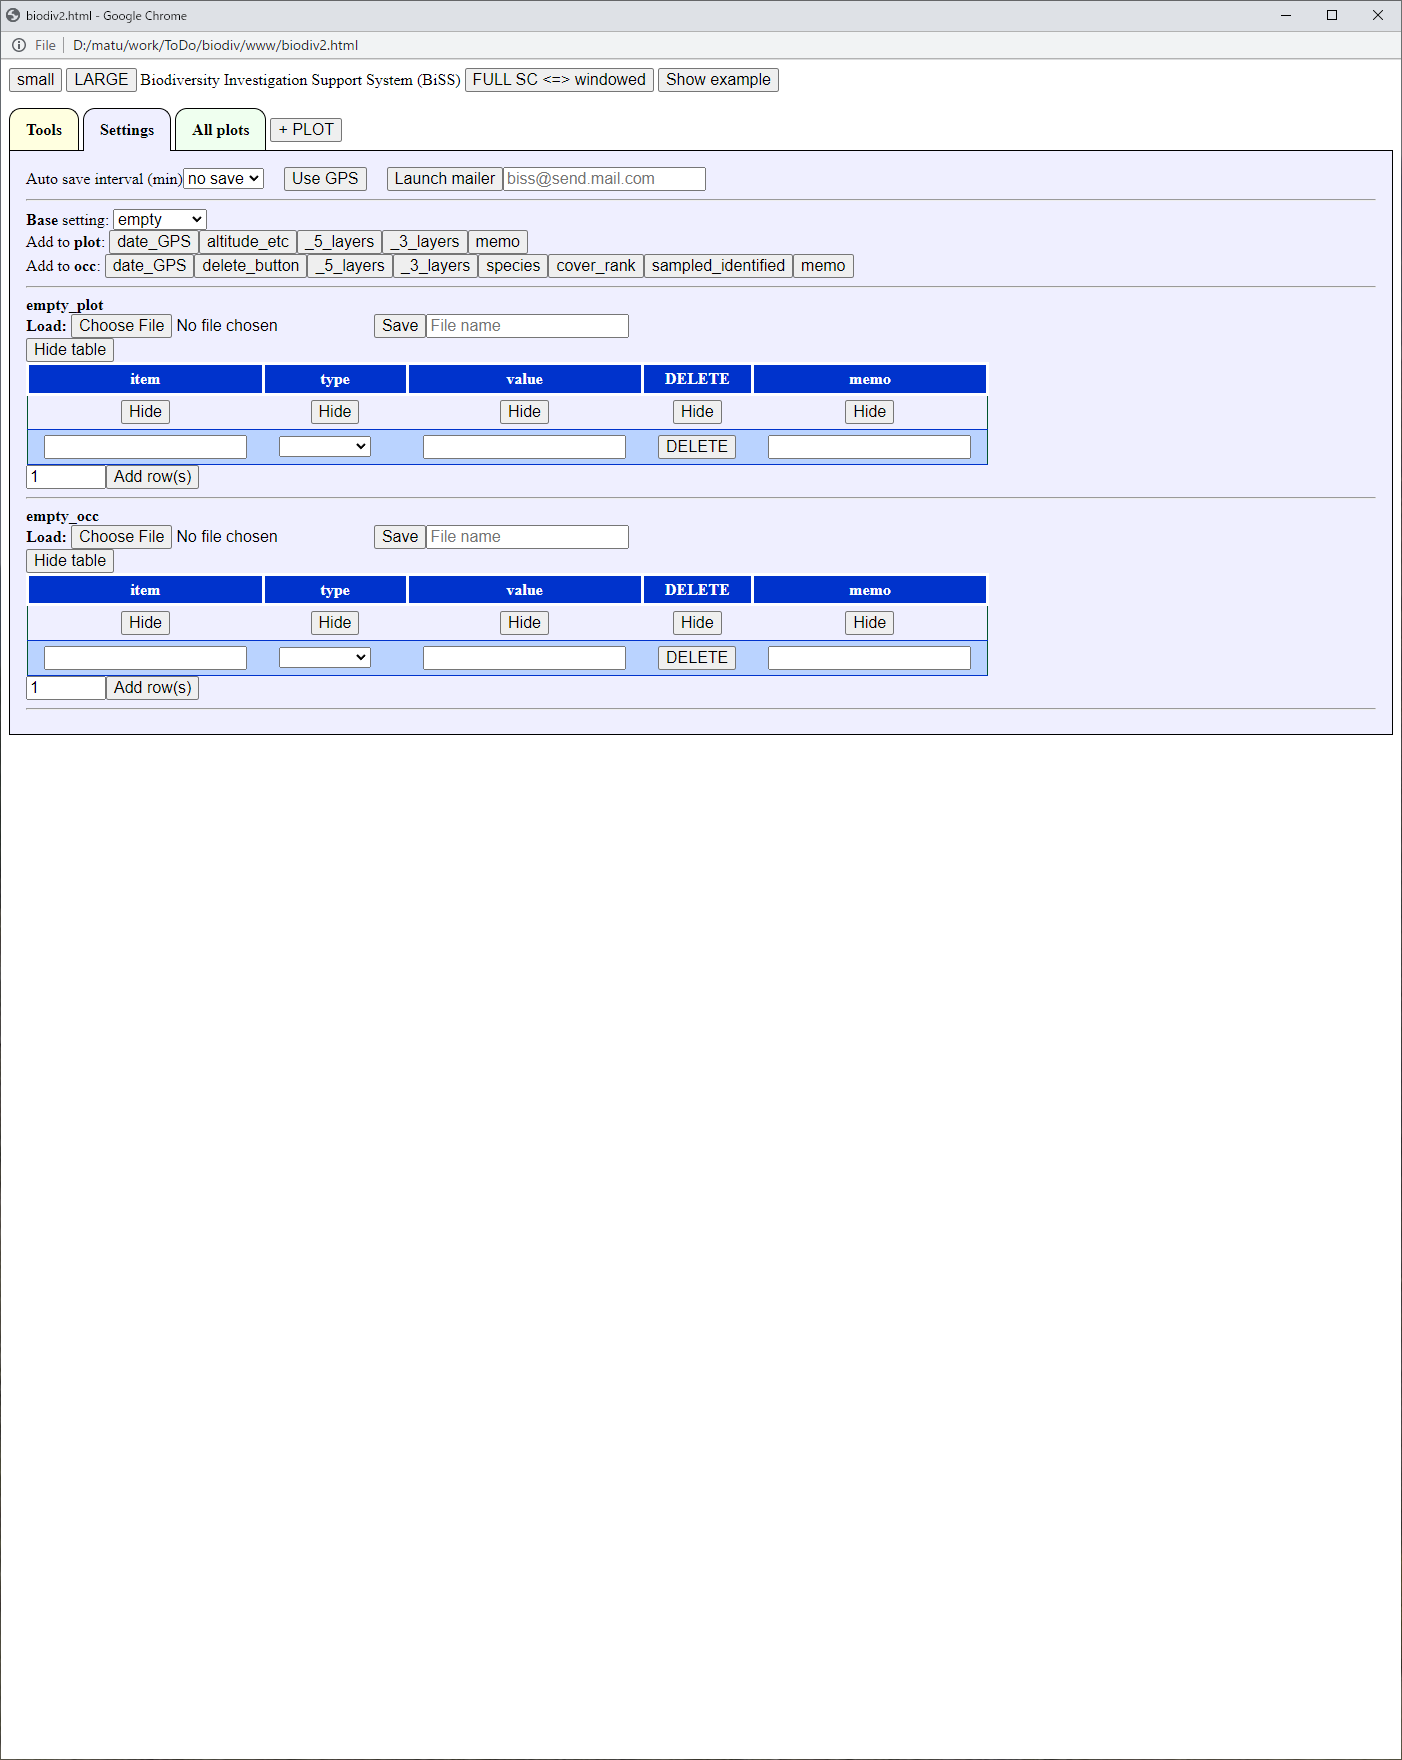 biodiv2.html - Google Chrome
File D:/matu/work/ToDo/biodiv/www/biodiv2.html
small LARGE Biodiversity Investigation Support System (BiSS) FULL SC <=> windowed Show example
Tools Settings All plots + PLOT
Auto save interval (min) no save Use GPS Launch mailer biss@send.mail.com
Base setting: empty
Add to plot: date_GPS altitude_etc _5_layers _3_layers memo
Add to occ: date_GPS delete_button _5_layers _3_layers species cover_rank sampled_identified memo
empty_plot
Load: Choose File No file chosen Save File name
Hide table
item type value DELETE memo
Hide Hide Hide Hide Hide
DELETE
1 Add row(s)
empty_occ
Load: Choose File No file chosen Save File name
Hide table
item type value DELETE memo
Hide Hide Hide Hide Hide
DELETE
1 Add row(s)